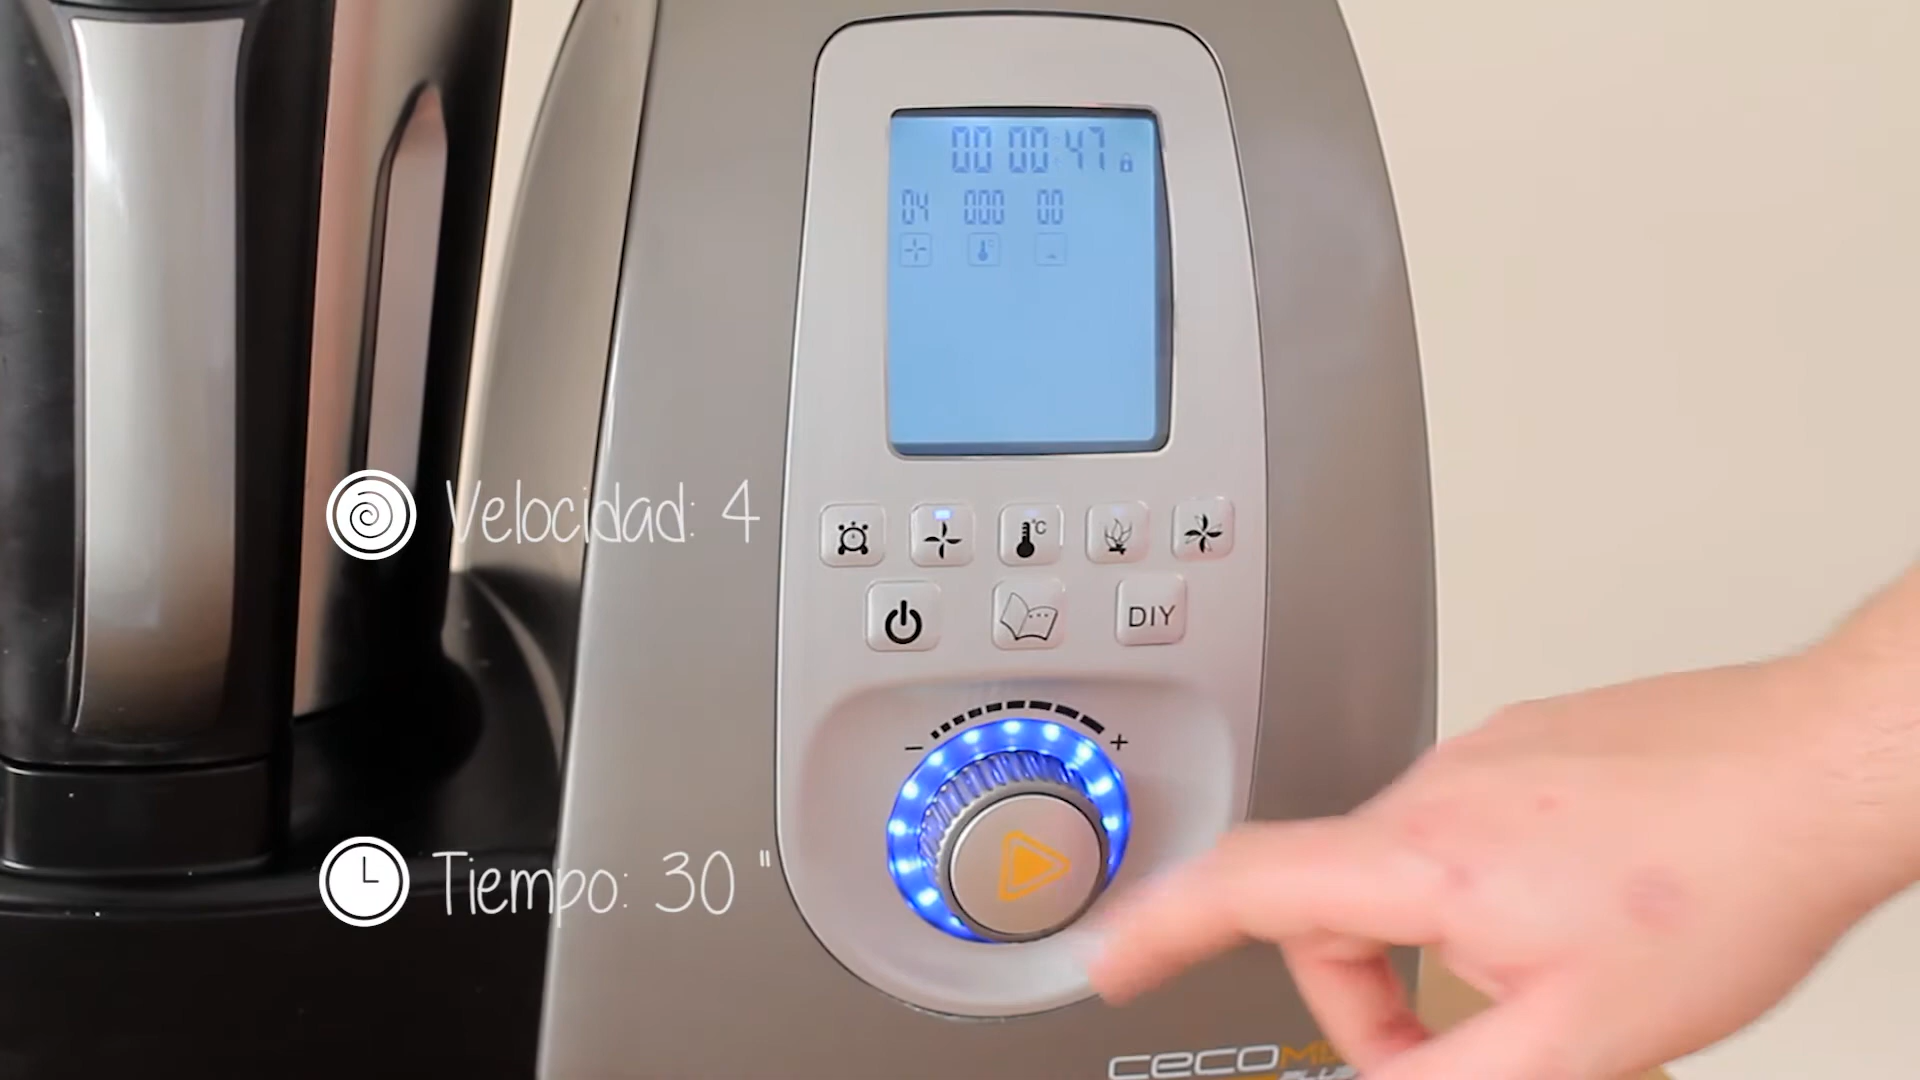 00 00:47
04 000 00
Velocidad: 4
°C
DIY
- +
Tiempo: 30 "
ceco